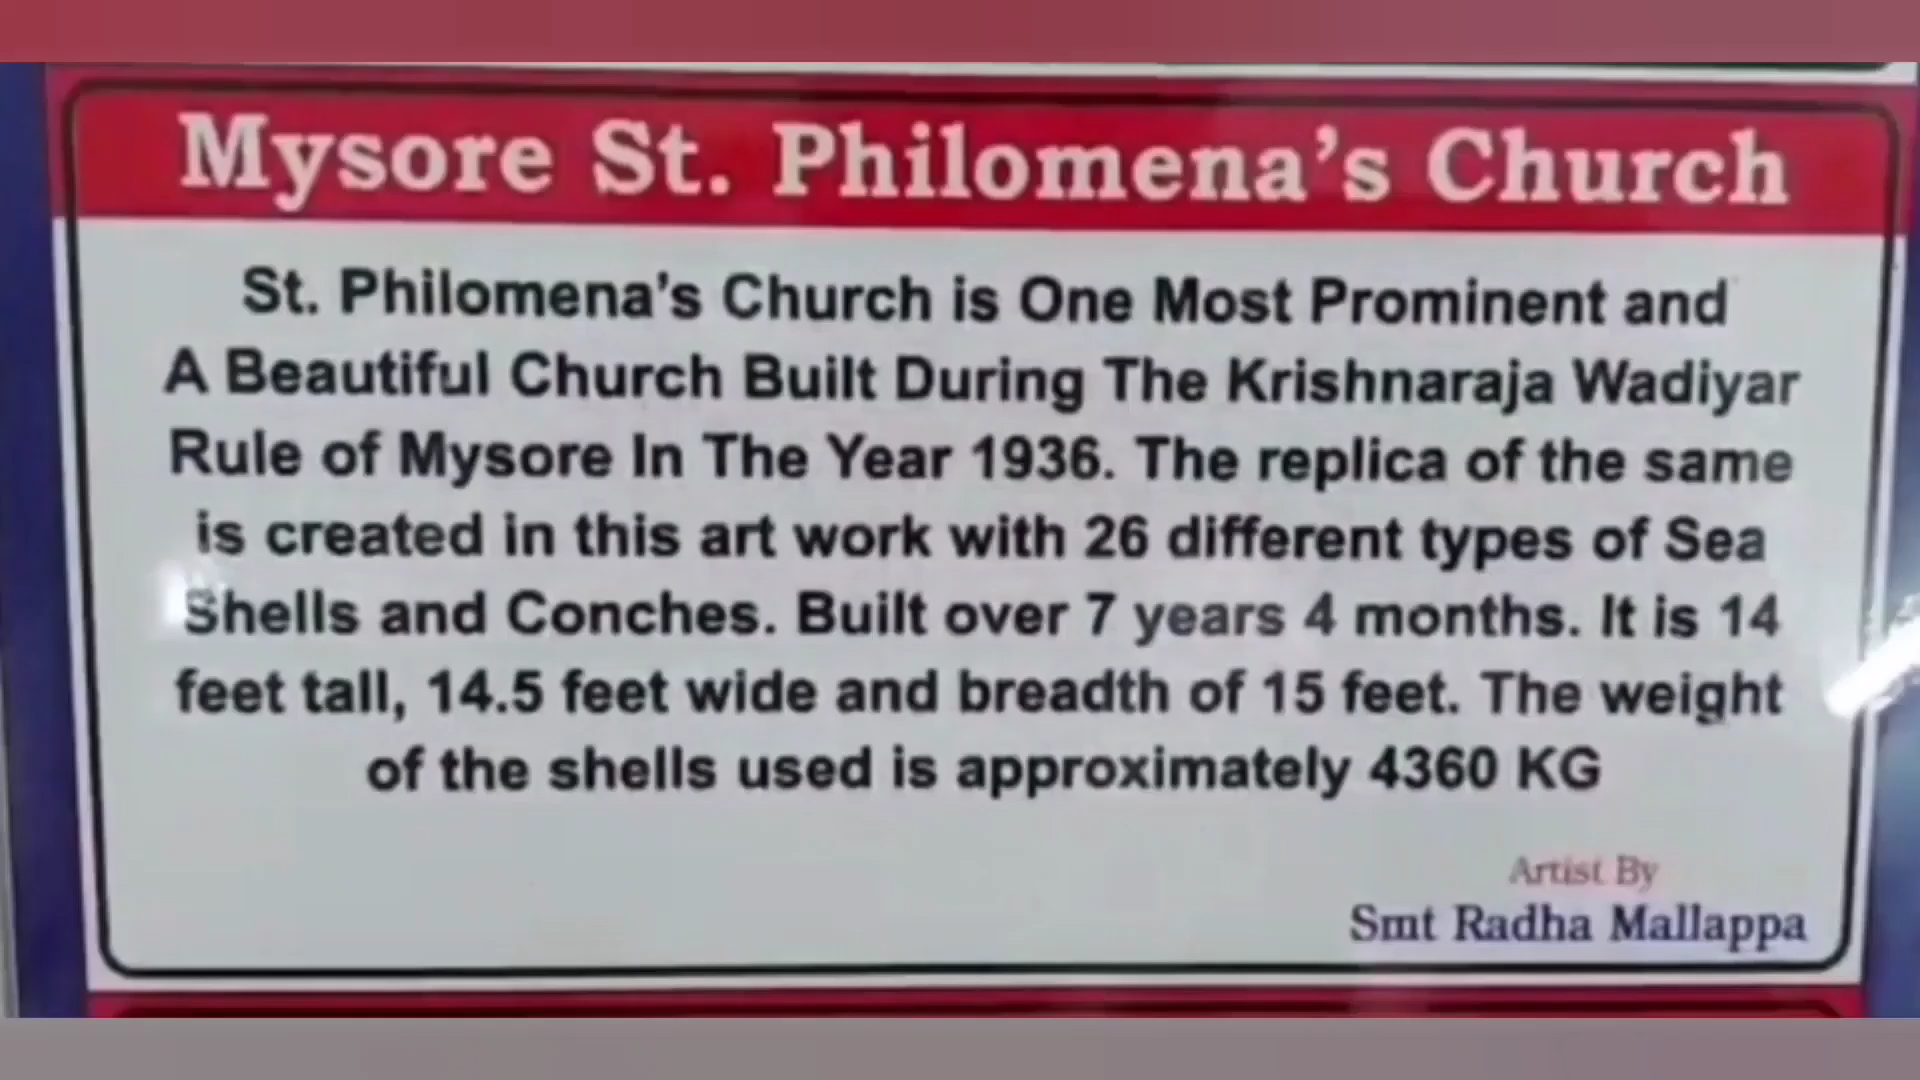 Mysore St. Philomena's Church
St. Philomena's Church is One Most Prominent and
A Beautiful Church Built During The Krishnaraja Wadiyar
Rule of Mysore In The Year 1936. The replica of the same
is created in this art work with 26 different types of Sea
Shells and Conches. Built over 7 years 4 months. It is 14
feet tall, 14.5 feet wide and breadth of 15 feet. The weight
of the shells used is approximately 4360 KG
Artist By
Smt Radha Mallappa